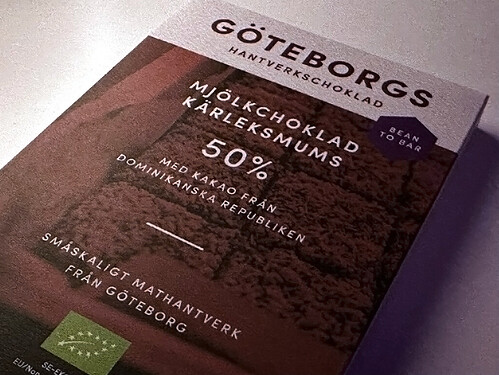 GÖTEBORGS
HANTVERKSCHOKLAD
BEAN
TO BAR
MJÖLKCHOKLAD
KÄRLEKSMUMS
50%
MED KAKAO FRÅN
DOMINIKANSKA REPUBLIKEN
SMÅSKALIGT MATHANTVERK
FRÅN GÖTEBORG